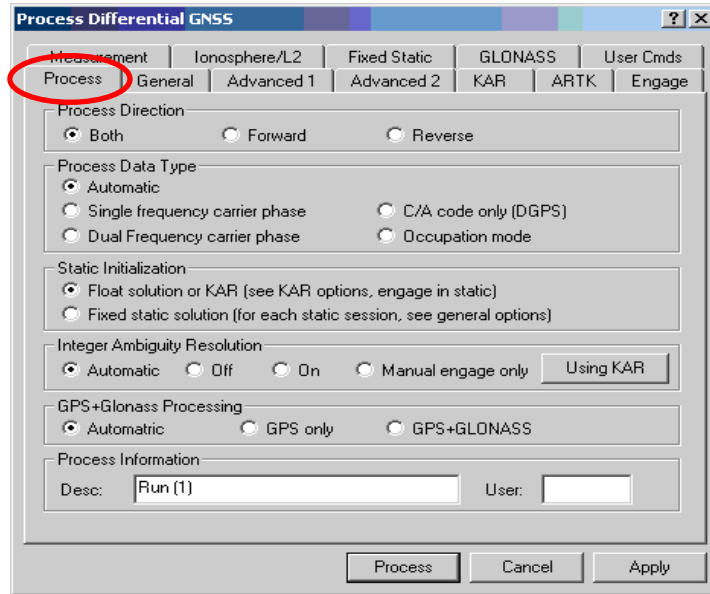 Process Differential GNSS
Measurement Ionosphere/L2 Fixed Static GLONASS User Cmds
Process General Advanced 1 Advanced 2 KAR ARTK Engage
Process Direction
Both Forward Reverse
Process Data Type
Automatic
Single frequency carrier phase C/A code only (DGPS)
Dual Frequency carrier phase Occupation mode
Static Initialization
Float solution or KAR (see KAR options, engage in static)
Fixed static solution (for each static session, see general options)
Integer Ambiguity Resolution
Automatic Off On Manual engage only Using KAR
GPS+Glonass Processing
Automatric GPS only GPS+GLONASS
Process Information
Desc: Run (1) User:
Process Cancel Apply